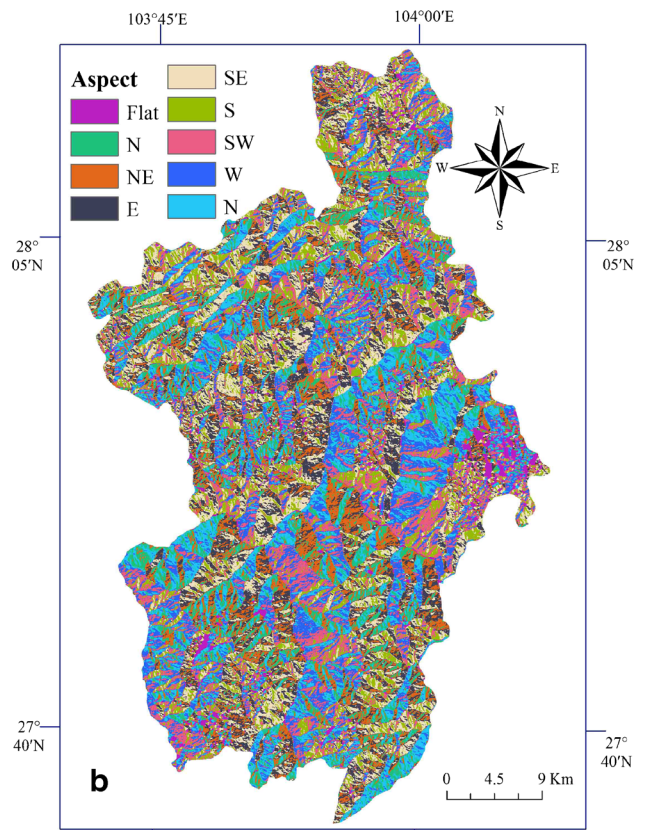 103°45′E 104°00′E
Aspect
Flat
N
NE
E
SE
S
SW
W
N
N
W E
S
28°
05′N
28°
05′N
27°
40′N
27°
40′N
b
0 4.5 9 Km